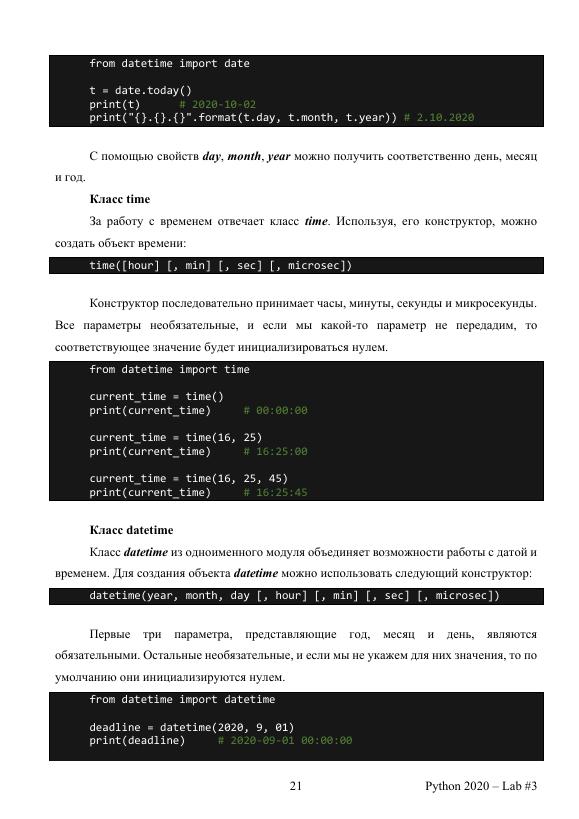 from datetime import date
t = date.today()
print(t)      # 2020-10-02
print("{}.{}.{}".format(t.day, t.month, t.year)) # 2.10.2020
С помощью свойств day, month, year можно получить соответственно день, месяц
и год.
Класс time
За работу с временем отвечает класс time. Используя, его конструктор, можно
создать объект времени:
time([hour] [, min] [, sec] [, microsec])
Конструктор последовательно принимает часы, минуты, секунды и микросекунды.
Все параметры необязательные, и если мы какой-то параметр не передадим, то
соответствующее значение будет инициализироваться нулем.
from datetime import time
current_time = time()
print(current_time)     # 00:00:00
current_time = time(16, 25)
print(current_time)     # 16:25:00
current_time = time(16, 25, 45)
print(current_time)     # 16:25:45
Класс datetime
Класс datetime из одноименного модуля объединяет возможности работы с датой и
временем. Для создания объекта datetime можно использовать следующий конструктор:
datetime(year, month, day [, hour] [, min] [, sec] [, microsec])
Первые три параметра, представляющие год, месяц и день, являются
обязательными. Остальные необязательные, и если мы не укажем для них значения, то по
умолчанию они инициализируются нулем.
from datetime import datetime
deadline = datetime(2020, 9, 01)
print(deadline)     # 2020-09-01 00:00:00
21 Python 2020 – Lab #3